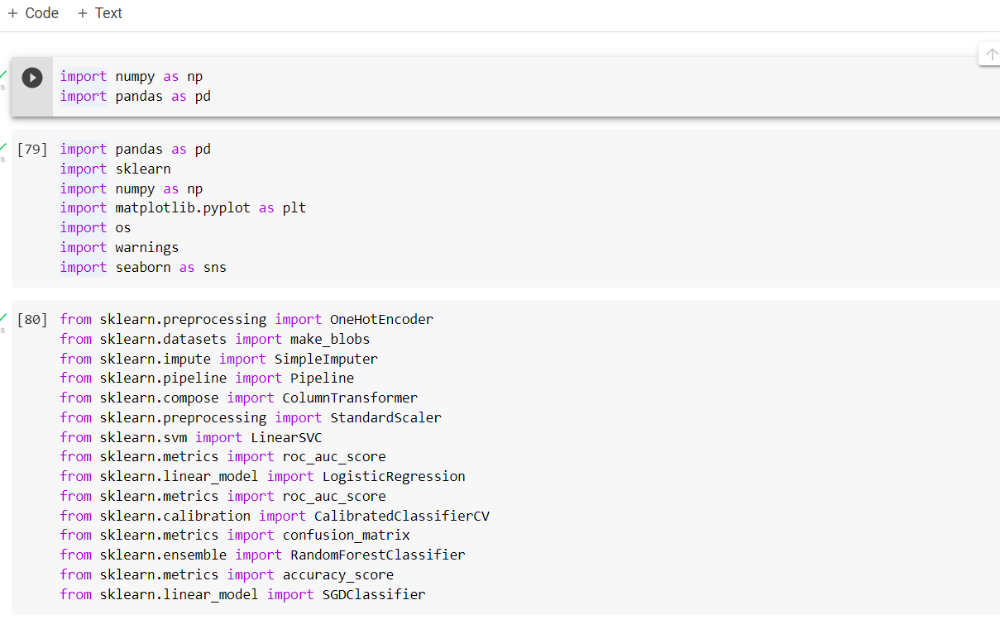 + Code + Text
import numpy as np
import pandas as pd
s
[79] import pandas as pd
s
import sklearn
import numpy as np
import matplotlib.pyplot as plt
import os
import warnings
import seaborn as sns
[80] from sklearn.preprocessing import OneHotEncoder
s
from sklearn.datasets import make_blobs
from sklearn.impute import SimpleImputer
from sklearn.pipeline import Pipeline
from sklearn.compose import ColumnTransformer
from sklearn.preprocessing import StandardScaler
from sklearn.svm import LinearSVC
from sklearn.metrics import roc_auc_score
from sklearn.linear_model import LogisticRegression
from sklearn.metrics import roc_auc_score
from sklearn.calibration import CalibratedClassifierCV
from sklearn.metrics import confusion_matrix
from sklearn.ensemble import RandomForestClassifier
from sklearn.metrics import accuracy_score
from sklearn.linear_model import SGDClassifier